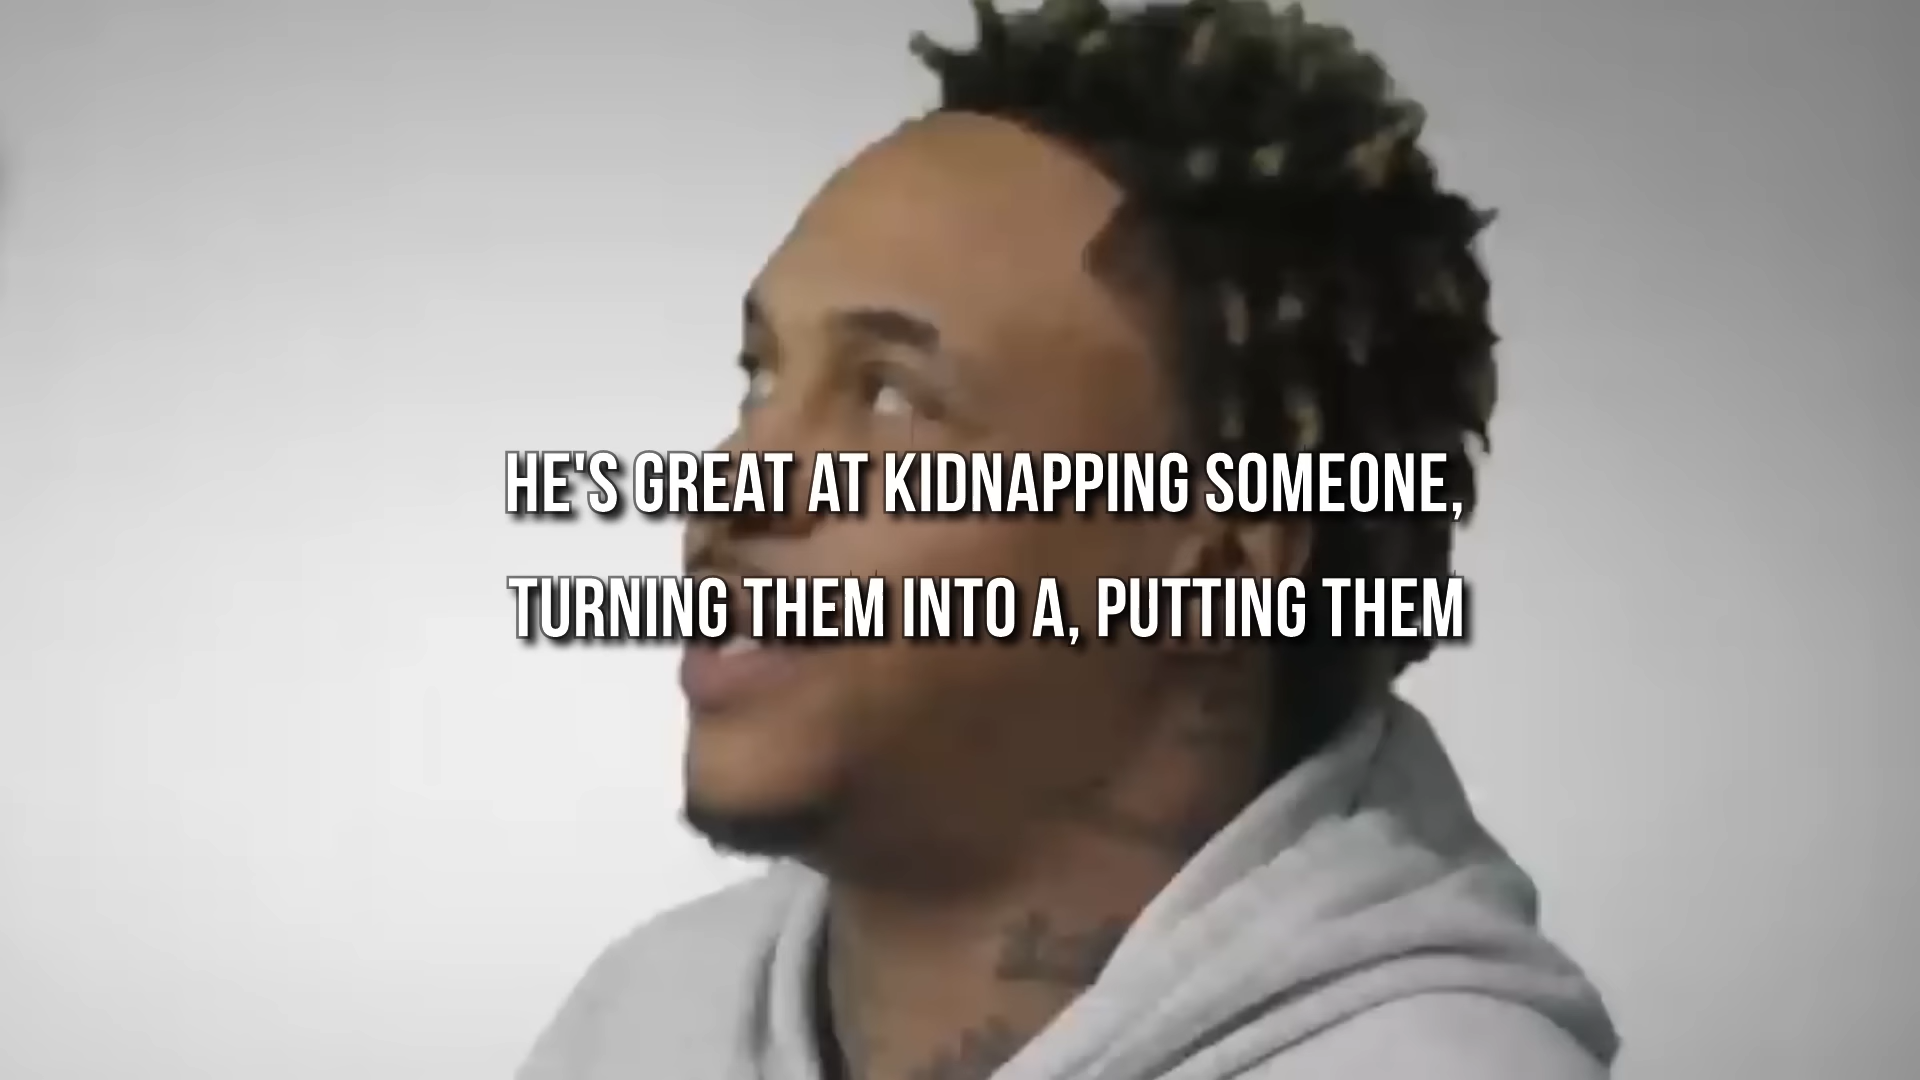 HE'S GREAT AT KIDNAPPING SOMEONE,
TURNING THEM INTO A, PUTTING THEM